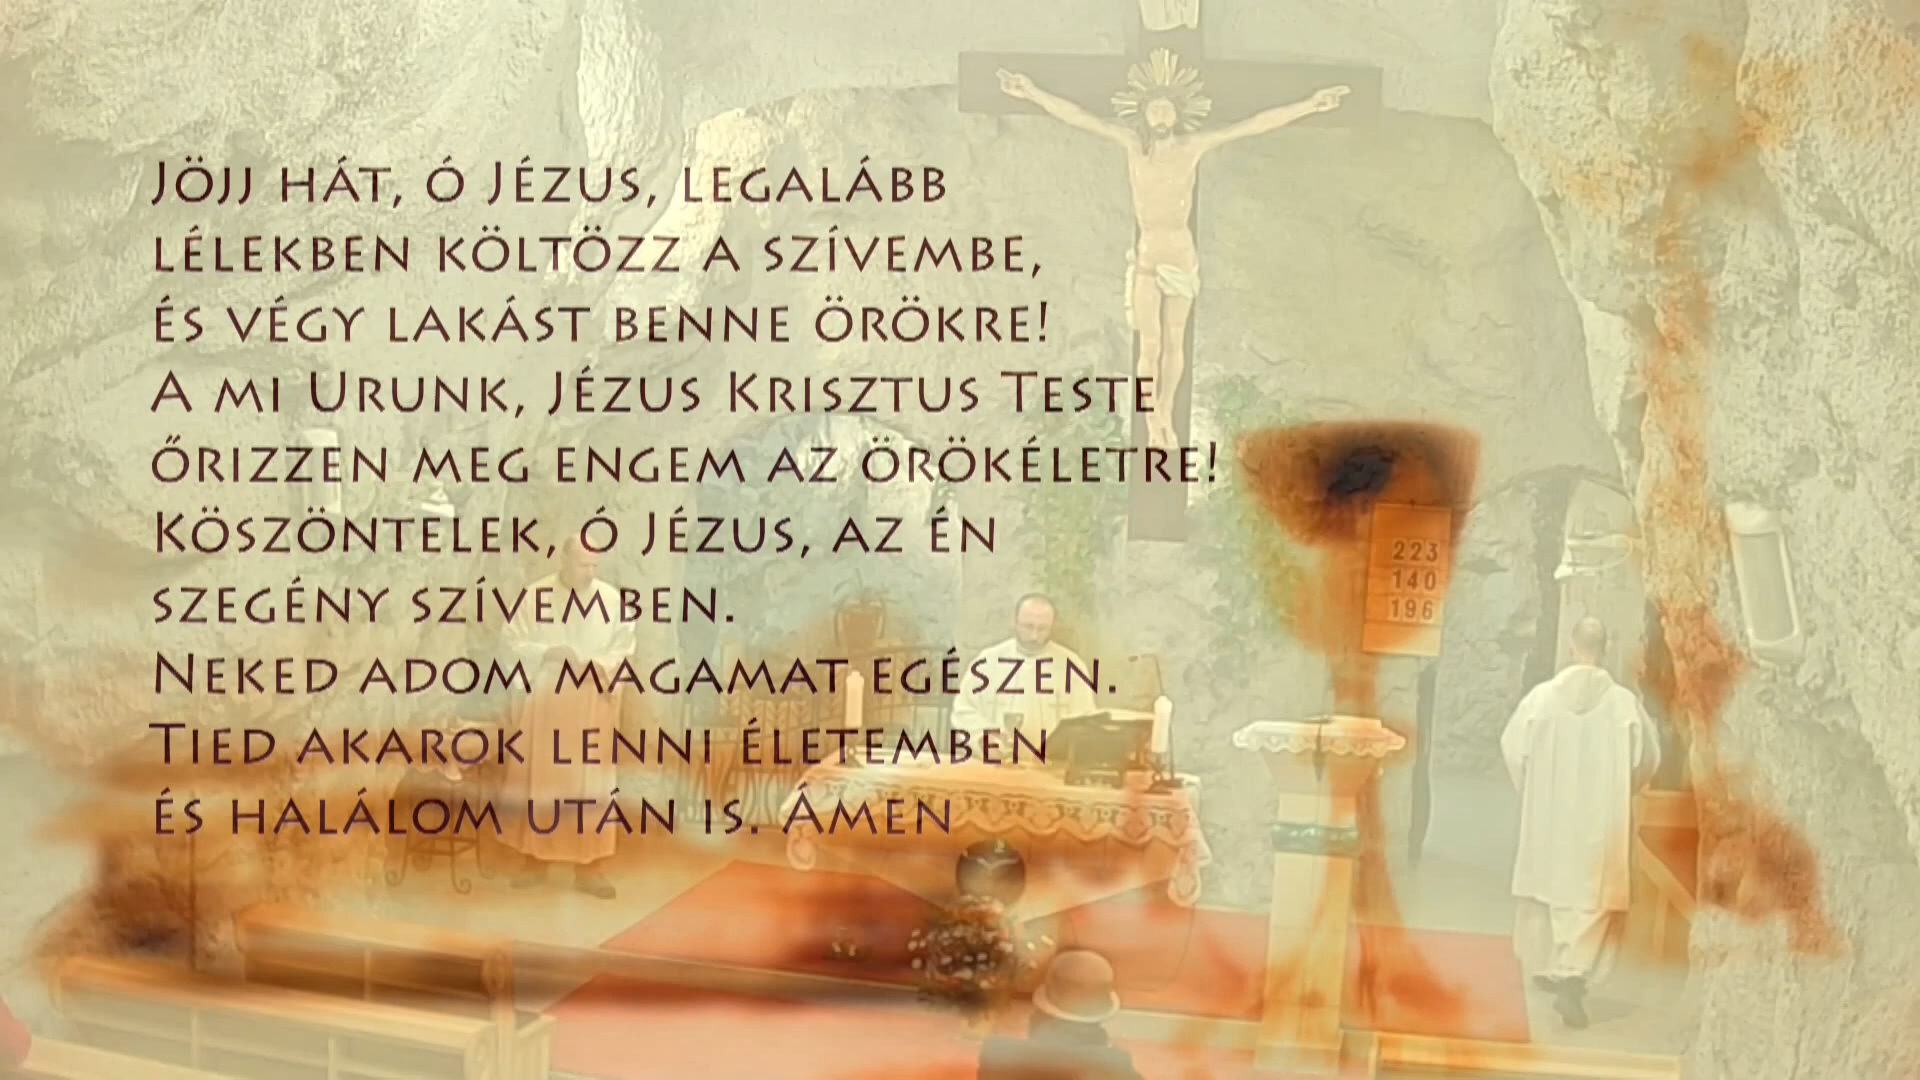 Jöjj hát, ó Jézus, legalább
lélekben költözz a szívembe,
és végy lakást benne örökre!
A mi Urunk, Jézus Krisztus Teste
őrizzen meg engem az örökéletre!
Köszöntelek, ó Jézus, az én
szegény szívemben.
Neked adom magamat egészen.
Tied akarok lenni életemben
és halálom után is. Ámen
223
140
196